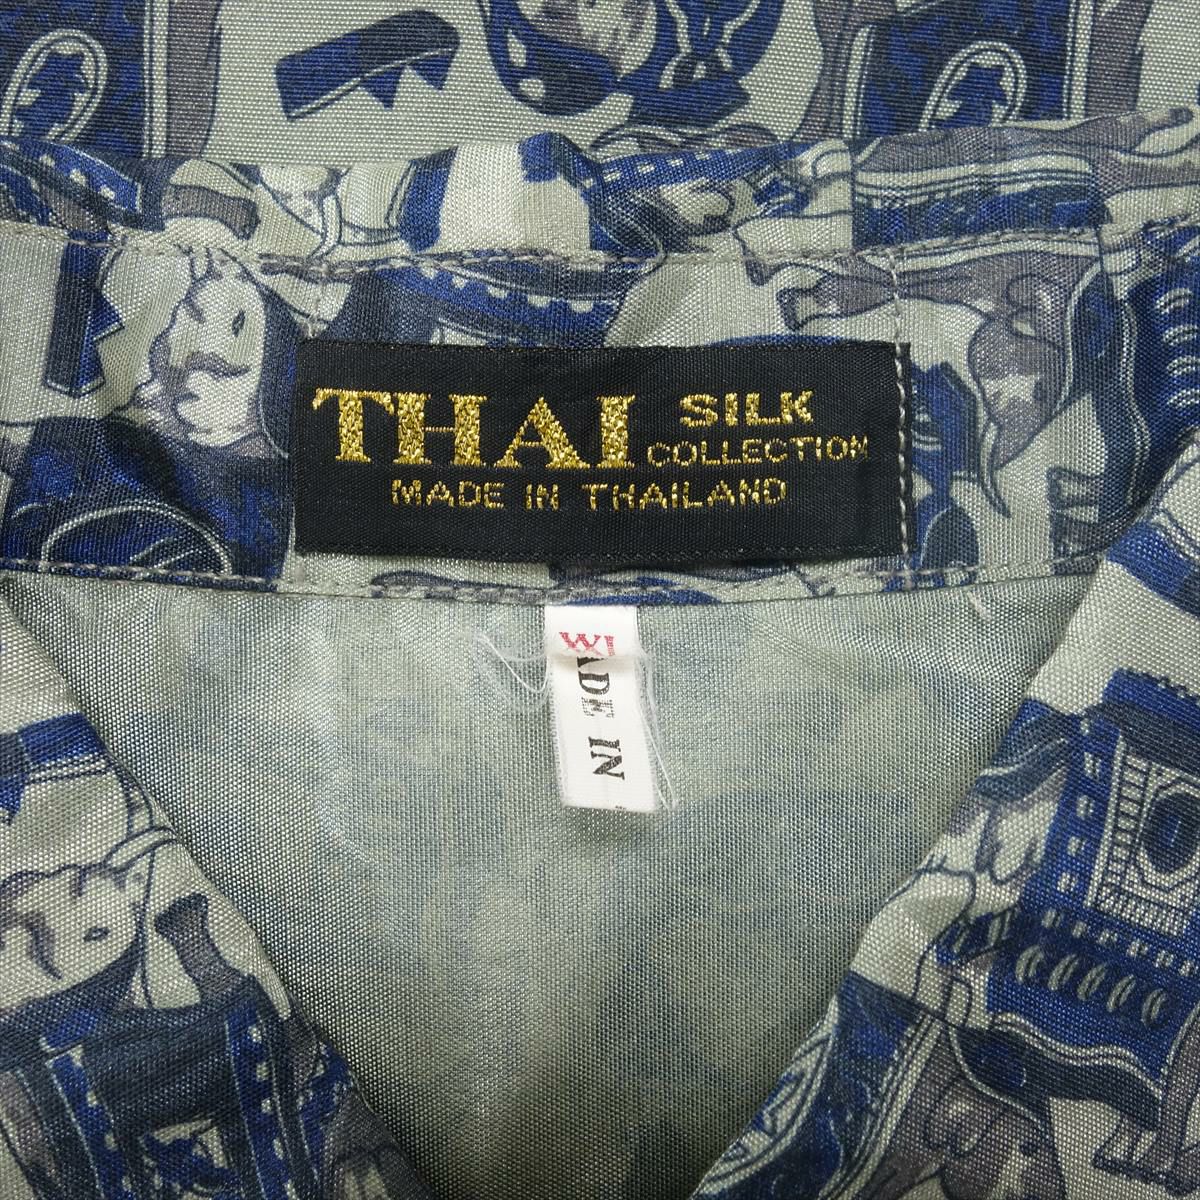 THAI SILK
COLLECTION
MADE IN THAILAND
ADE IN